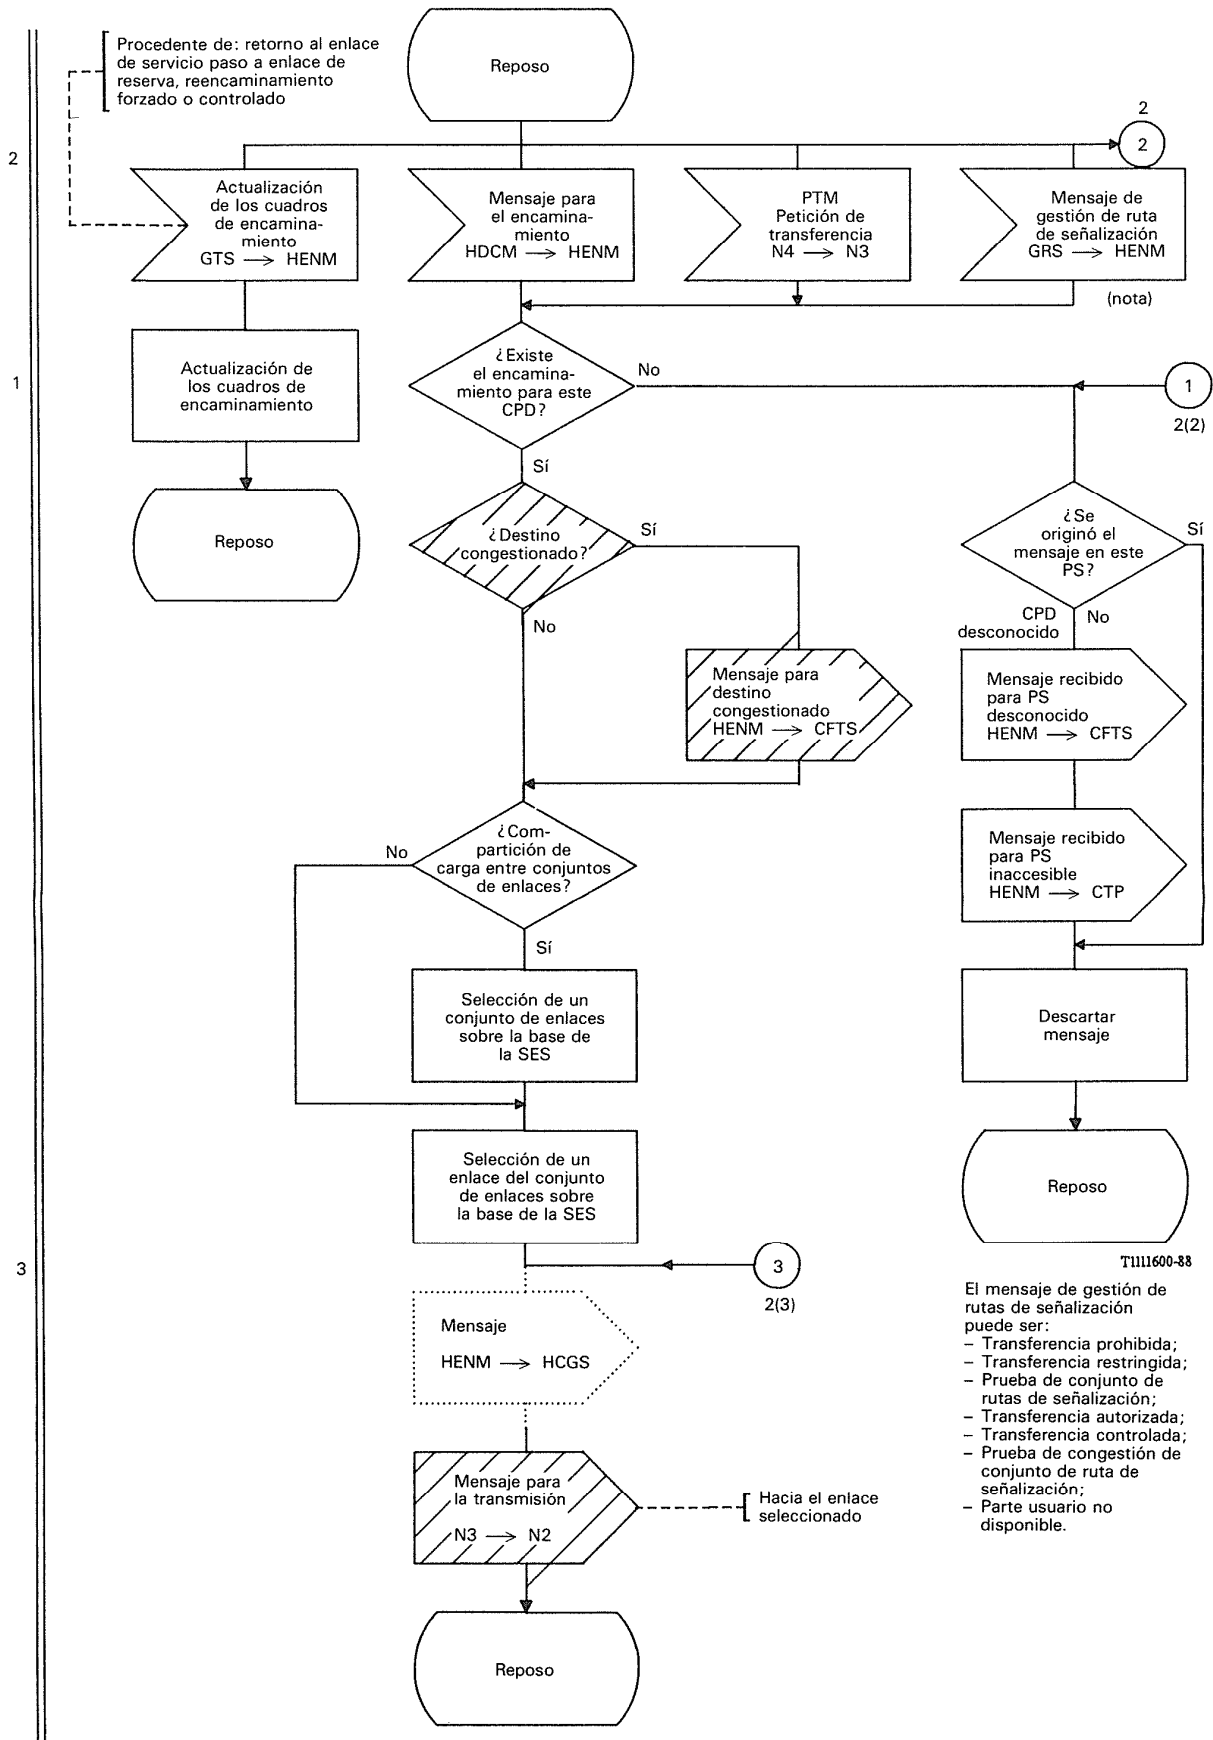 Procedente de: retorno al enlace
de servicio paso a enlace de
reserva, reencaminamiento
forzado o controlado
Reposo
2
2
2
Actualización
de los cuadros
de encamina-
miento
GTS → HENM
Mensaje para
el encamina-
miento
HDCM → HENM
PTM
Petición de
transferencia
N4 → N3
Mensaje de
gestión de ruta
de señalización
GRS → HENM
(nota)
1
Actualización de
los cuadros de
encaminamiento
¿Existe
el encamina-
miento para este
CPD?
No
1
2(2)
Sí
Reposo
¿Destino
congestionado?
Sí
No
¿Se
originó el
mensaje en este
PS?
Sí
CPD
desconocido
No
Mensaje para
destino
congestionado
HENM → CFTS
Mensaje recibido
para PS
desconocido
HENM → CFTS
¿Com-
partición de
carga entre conjuntos
de enlaces?
No
Sí
Mensaje recibido
para PS
inaccesible
HENM → CTP
Selección de un
conjunto de enlaces
sobre la base de
la SES
Descartar
mensaje
Selección de un
enlace del conjunto
de enlaces sobre
la base de la SES
Reposo
3
3
2(3)
T1111600-88
Mensaje
HENM → HCGS
El mensaje de gestión de
rutas de señalización
puede ser:
– Transferencia prohibida;
– Transferencia restringida;
– Prueba de conjunto de
rutas de señalización;
– Transferencia autorizada;
– Transferencia controlada;
– Prueba de congestión de
conjunto de ruta de
señalización;
– Parte usuario no
disponible.
Mensaje para
la transmisión
N3 → N2
Hacia el enlace
seleccionado
Reposo